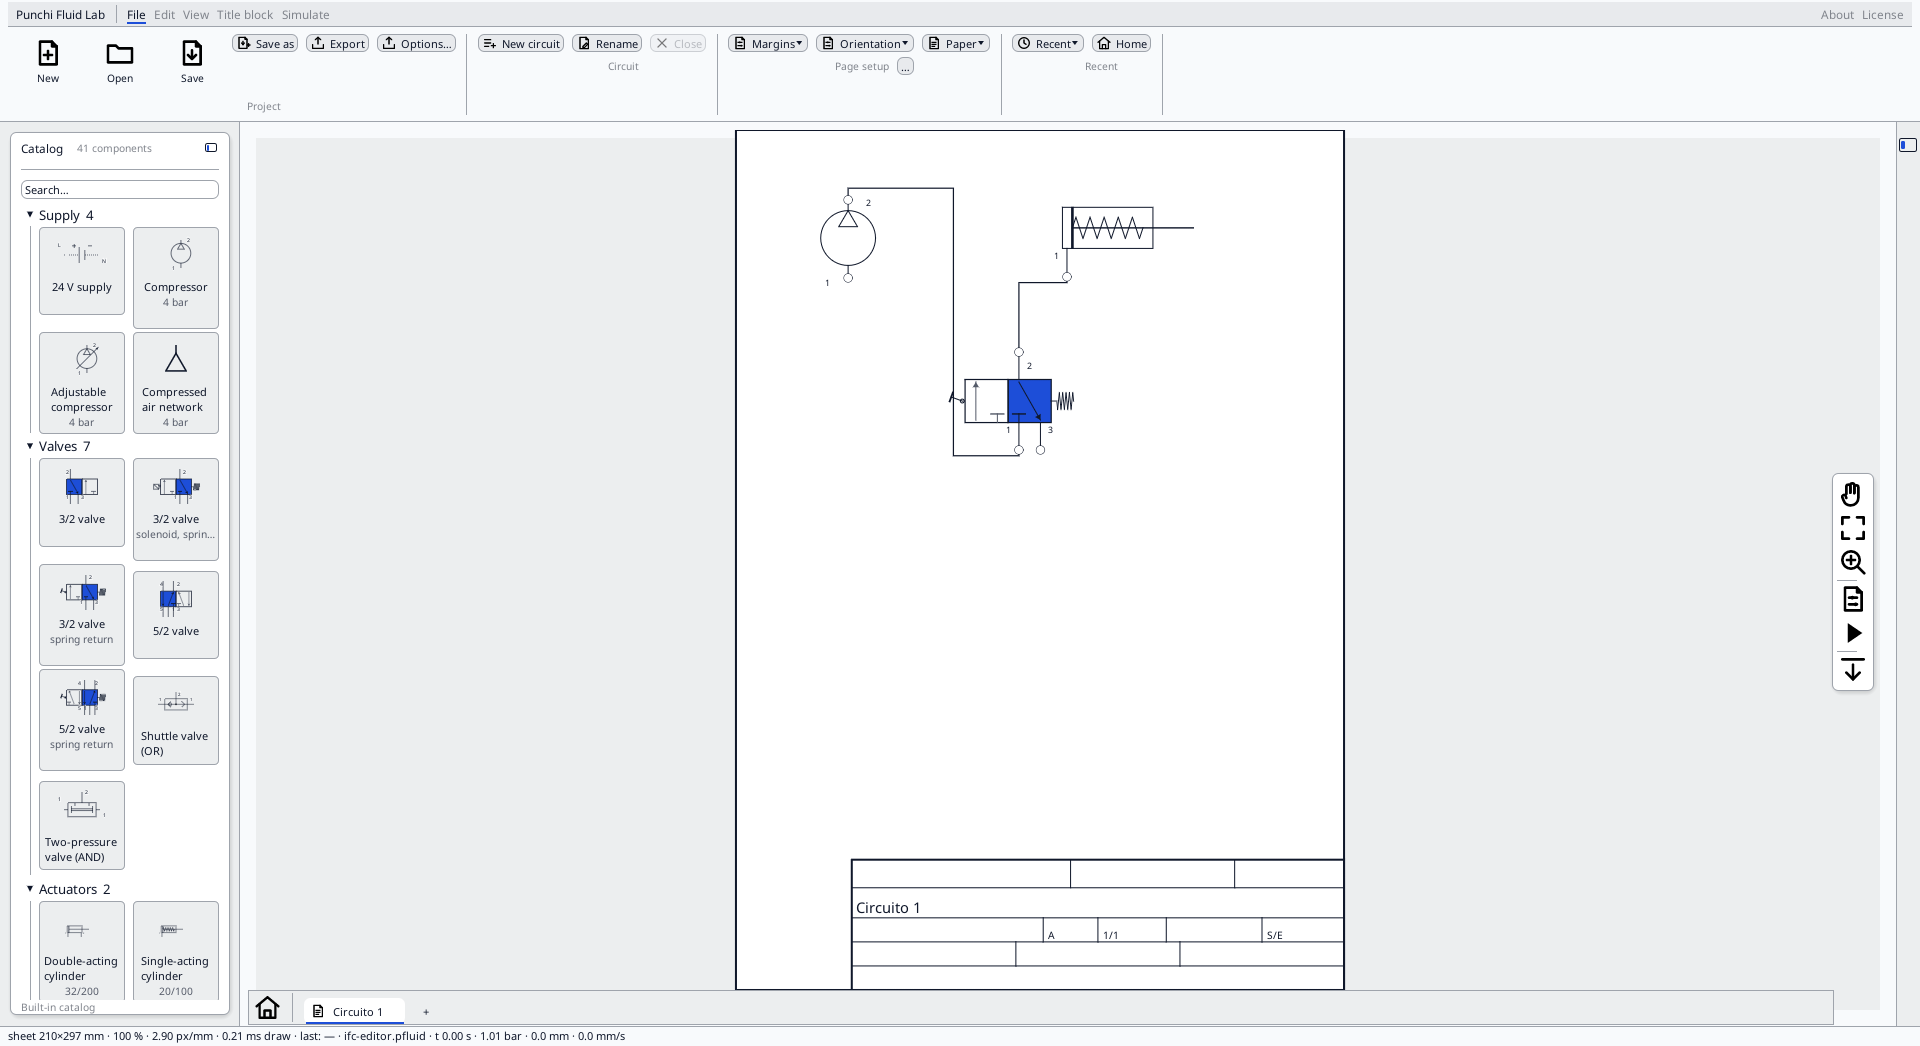 Punchi Fluid Lab File Edit View Title block Simulate About License
New Open Save Save as Export Options...
Project
New circuit Rename Close
Circuit
Margins Orientation Paper
Page setup ...
Recent Home
Recent
Catalog 41 components
Search...
Supply 4
24 V supply
Compressor
4 bar
Adjustable
compressor
4 bar
Compressed
air network
4 bar
Valves 7
3/2 valve
3/2 valve
solenoid, sprin...
3/2 valve
spring return
5/2 valve
5/2 valve
spring return
Shuttle valve
(OR)
Two-pressure
valve (AND)
Actuators 2
Double-acting
cylinder
32/200
Single-acting
cylinder
20/100
Built-in catalog
2
1
1
2
1 3
Circuito 1
A 1/1 S/E
Circuito 1 +
sheet 210×297 mm · 100 % · 2.90 px/mm · 0.21 ms draw · last: — · ifc-editor.pfluid · t 0.00 s · 1.01 bar · 0.0 mm · 0.0 mm/s